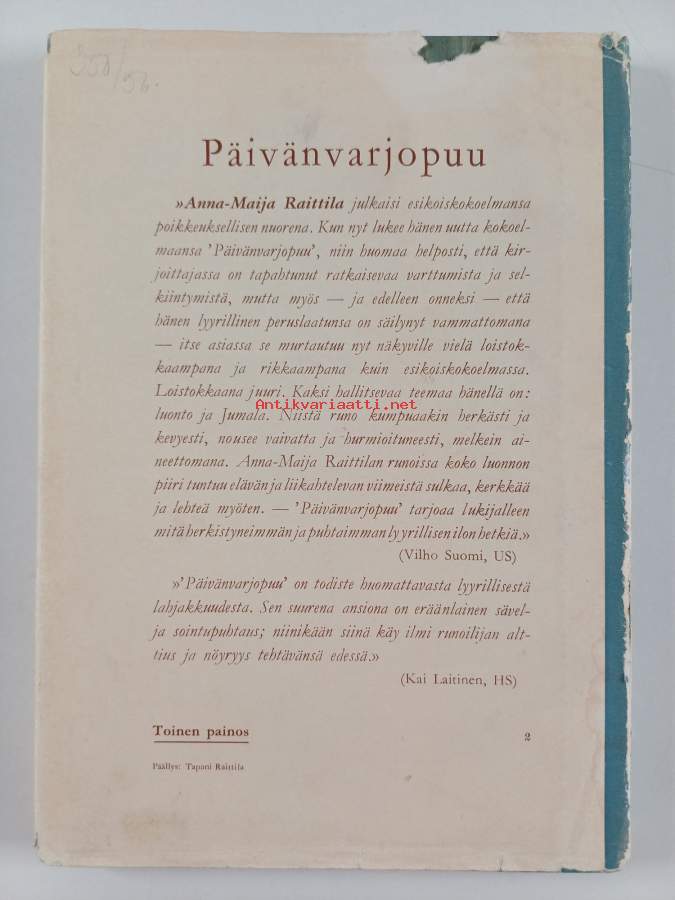 358/56.
Päivänvarjopuu
»Anna-Maija Raittila julkaisi esikoiskokoelmansa
poikkeuksellisen nuorena. Kun nyt lukee hänen uutta kokoel-
maansa 'Päivänvarjopuu', niin huomaa helposti, että kir-
joittajassa on tapahtunut ratkaisevaa varttumista ja sel-
kiintymistä, mutta myös — ja edelleen onneksi — että
hänen lyyrillinen peruslaatunsa on säilynyt vammattomana
— itse asiassa se murtautuu nyt näkyville vielä loistok-
kaampana ja rikkaampana kuin esikoiskokoelmassa.
Loistokkaana juuri. Kaksi hallitsevaa teemaa hänellä on:
Antikvariaatti.net
luonto ja Jumala. Niistä runo kumpuaakin herkästi ja
kevyesti, nousee vaivatta ja hurmioituneesti, melkein ai-
neettomana. Anna-Maija Raittilan runoissa koko luonnon
piiri tuntuu elävän ja liikahtelevan viimeistä sulkaa, kerkkää
ja lehteä myöten. — 'Päivänvarjopuu' tarjoaa lukijalleen
mitä herkistyneimmän ja puhtaimman lyyrillisen ilon hetkiä.»
(Vilho Suomi, US)
»'Päivänvarjopuu' on todiste huomattavasta lyyrillisestä
lahjakkuudesta. Sen suurena ansiona on eräänlainen sävel-
ja sointupuhtaus; niinikään siinä käy ilmi runoilijan alt-
tius ja nöyryys tehtävänsä edessä.»
(Kai Laitinen, HS)
Toinen painos
2
Päällys: Tapani Raittila